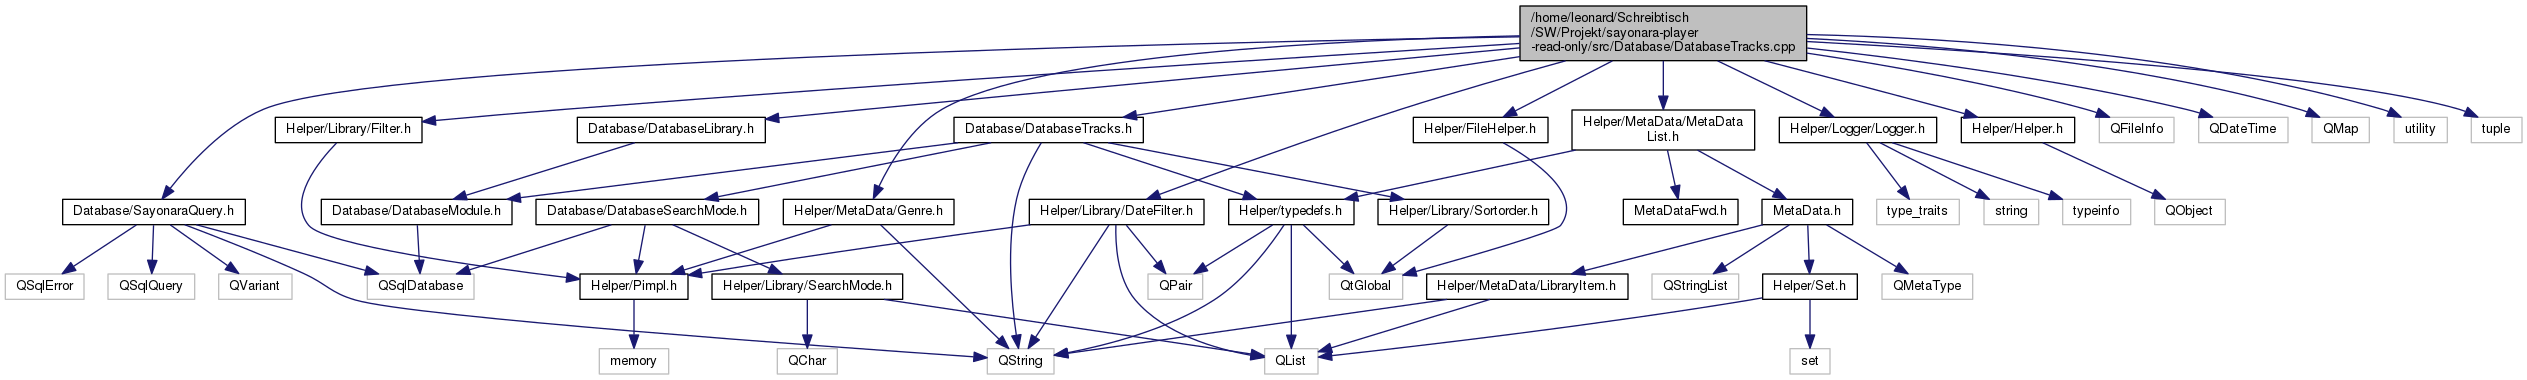 /home/leonard/Schreibtisch
/SW/Projekt/sayonara-player
-read-only/src/Database/DatabaseTracks.cpp
Helper/Library/Filter.h
Database/DatabaseLibrary.h
Database/DatabaseTracks.h
Helper/FileHelper.h
Helper/MetaData/MetaData
List.h
Helper/Logger/Logger.h
Helper/Helper.h
QFileInfo
QDateTime
QMap
utility
tuple
Database/SayonaraQuery.h
Database/DatabaseModule.h
Database/DatabaseSearchMode.h
Helper/MetaData/Genre.h
Helper/Library/DateFilter.h
Helper/typedefs.h
Helper/Library/Sortorder.h
MetaDataFwd.h
MetaData.h
type_traits
string
typeinfo
QObject
QSqlError
QSqlQuery
QVariant
QSqlDatabase
Helper/Pimpl.h
Helper/Library/SearchMode.h
QPair
QtGlobal
Helper/MetaData/LibraryItem.h
QStringList
Helper/Set.h
QMetaType
memory
QChar
QString
QList
set